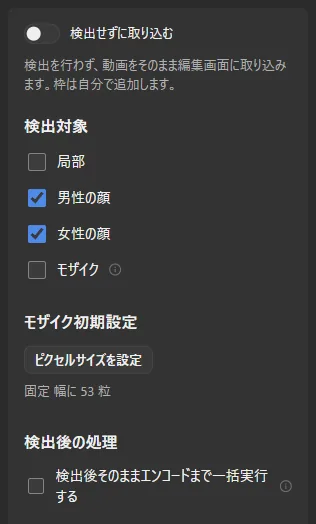 検出せずに取り込む
検出を行わず、動画をそのまま編集画面に取り込み
ます。枠は自分で追加します。
検出対象
局部
男性の顔
女性の顔
モザイク
モザイク初期設定
ピクセルサイズを設定
固定 幅に 53 粒
検出後の処理
検出後そのままエンコードまで一括実行
する